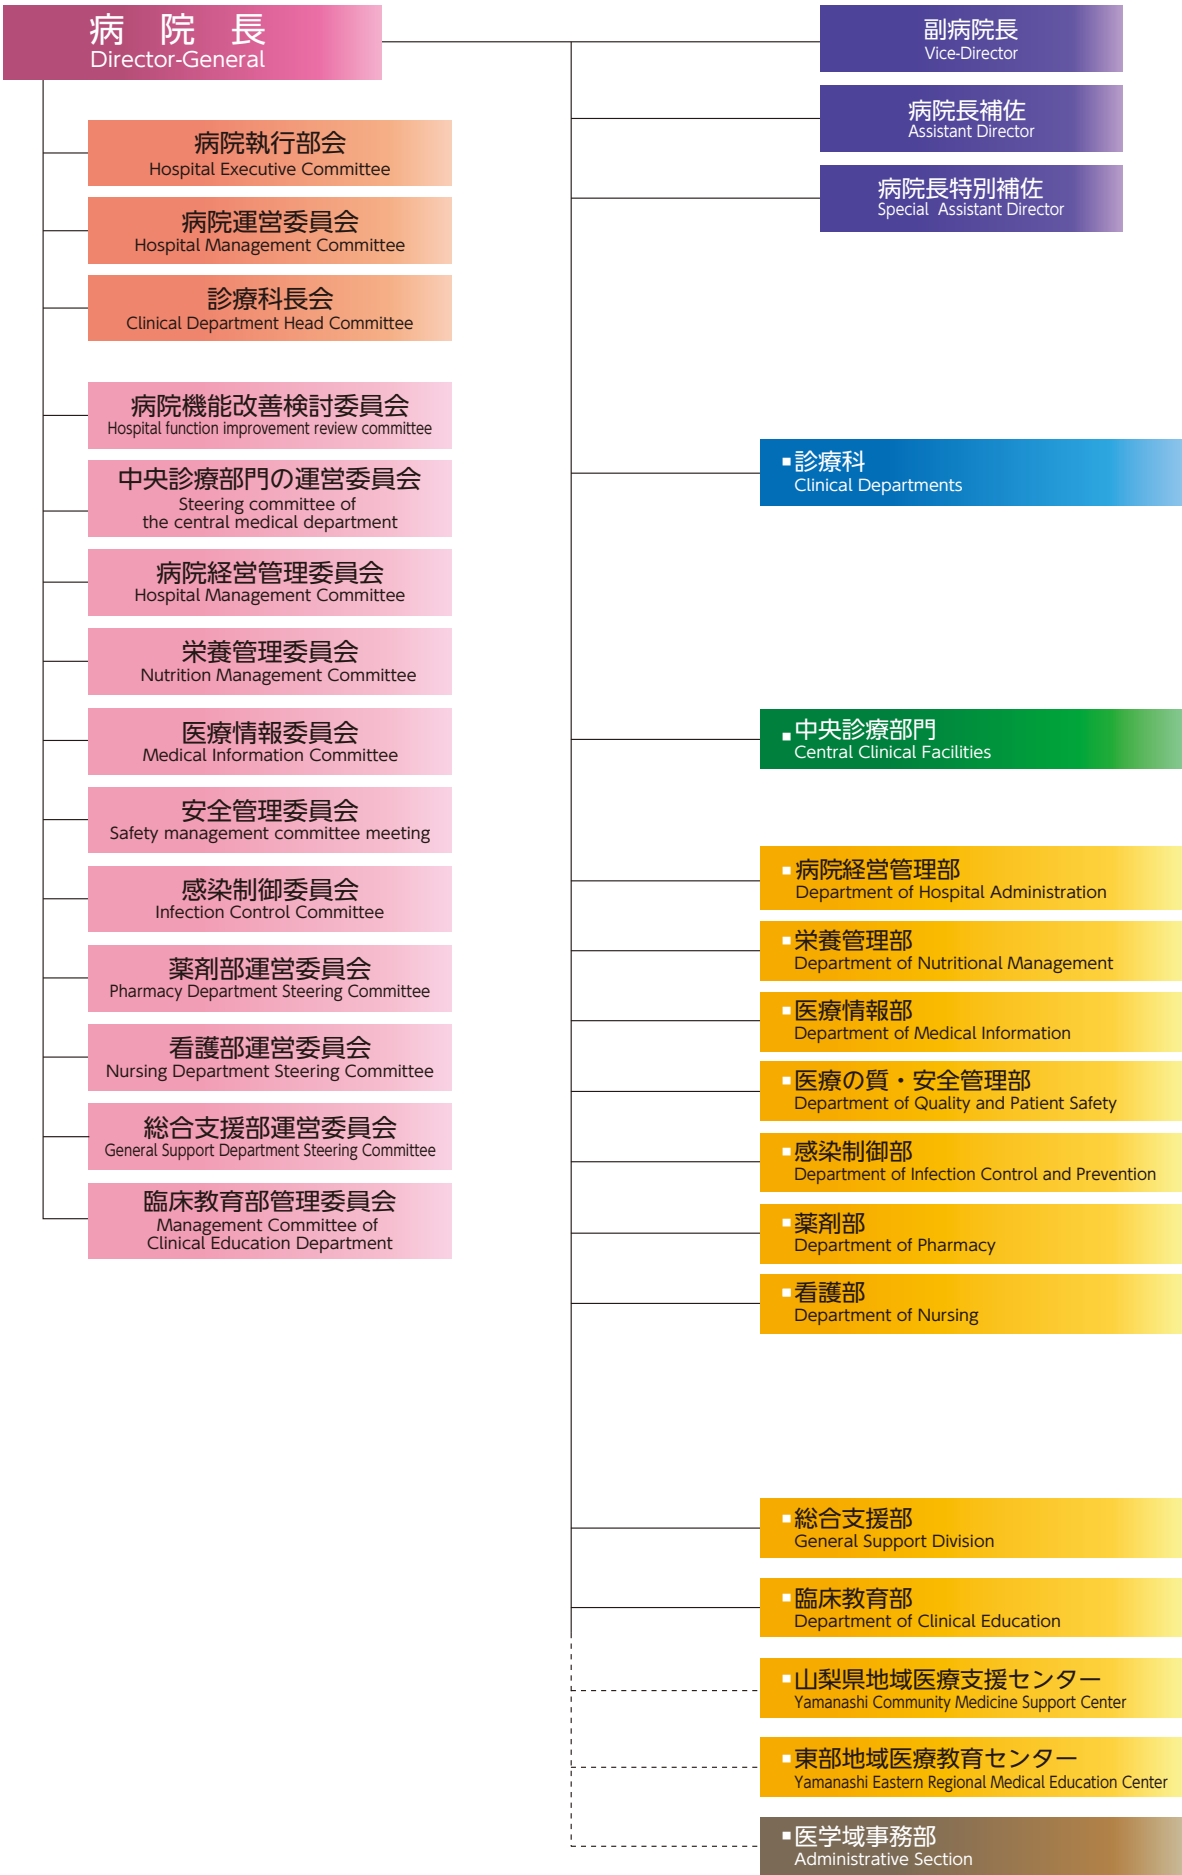 病院長
Director-General
病院執行部会
Hospital Executive Committee
病院運営委員会
Hospital Management Committee
診療科長会
Clinical Department Head Committee
病院機能改善検討委員会
Hospital function improvement review committee
中央診療部門の運営委員会
Steering committee of
the central medical department
病院経営管理委員会
Hospital Management Committee
栄養管理委員会
Nutrition Management Committee
医療情報委員会
Medical Information Committee
安全管理委員会
Safety management committee meeting
感染制御委員会
Infection Control Committee
薬剤部運営委員会
Pharmacy Department Steering Committee
看護部運営委員会
Nursing Department Steering Committee
総合支援部運営委員会
General Support Department Steering Committee
臨床教育部管理委員会
Management Committee of
Clinical Education Department
副病院長
Vice-Director
病院長補佐
Assistant Director
病院長特別補佐
Special Assistant Director
▪診療科
Clinical Departments
▪中央診療部門
Central Clinical Facilities
▪病院経営管理部
Department of Hospital Administration
▪栄養管理部
Department of Nutritional Management
▪医療情報部
Department of Medical Information
▪医療の質・安全管理部
Department of Quality and Patient Safety
▪感染制御部
Department of Infection Control and Prevention
▪薬剤部
Department of Pharmacy
▪看護部
Department of Nursing
▪総合支援部
General Support Division
▪臨床教育部
Department of Clinical Education
▪山梨県地域医療支援センター
Yamanashi Community Medicine Support Center
▪東部地域医療教育センター
Yamanashi Eastern Regional Medical Education Center
▪医学域事務部
Administrative Section